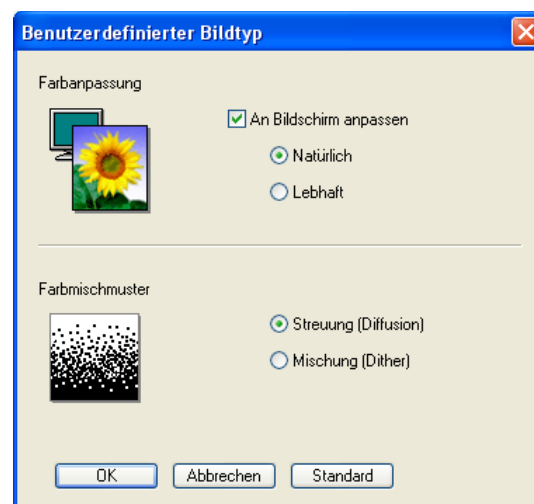 Benutzerdefinierter Bildtyp
Farbanpassung
An Bildschirm anpassen
Natürlich
Lebhaft
Farbmischmuster
Streuung (Diffusion)
Mischung (Dither)
OK Abbrechen Standard